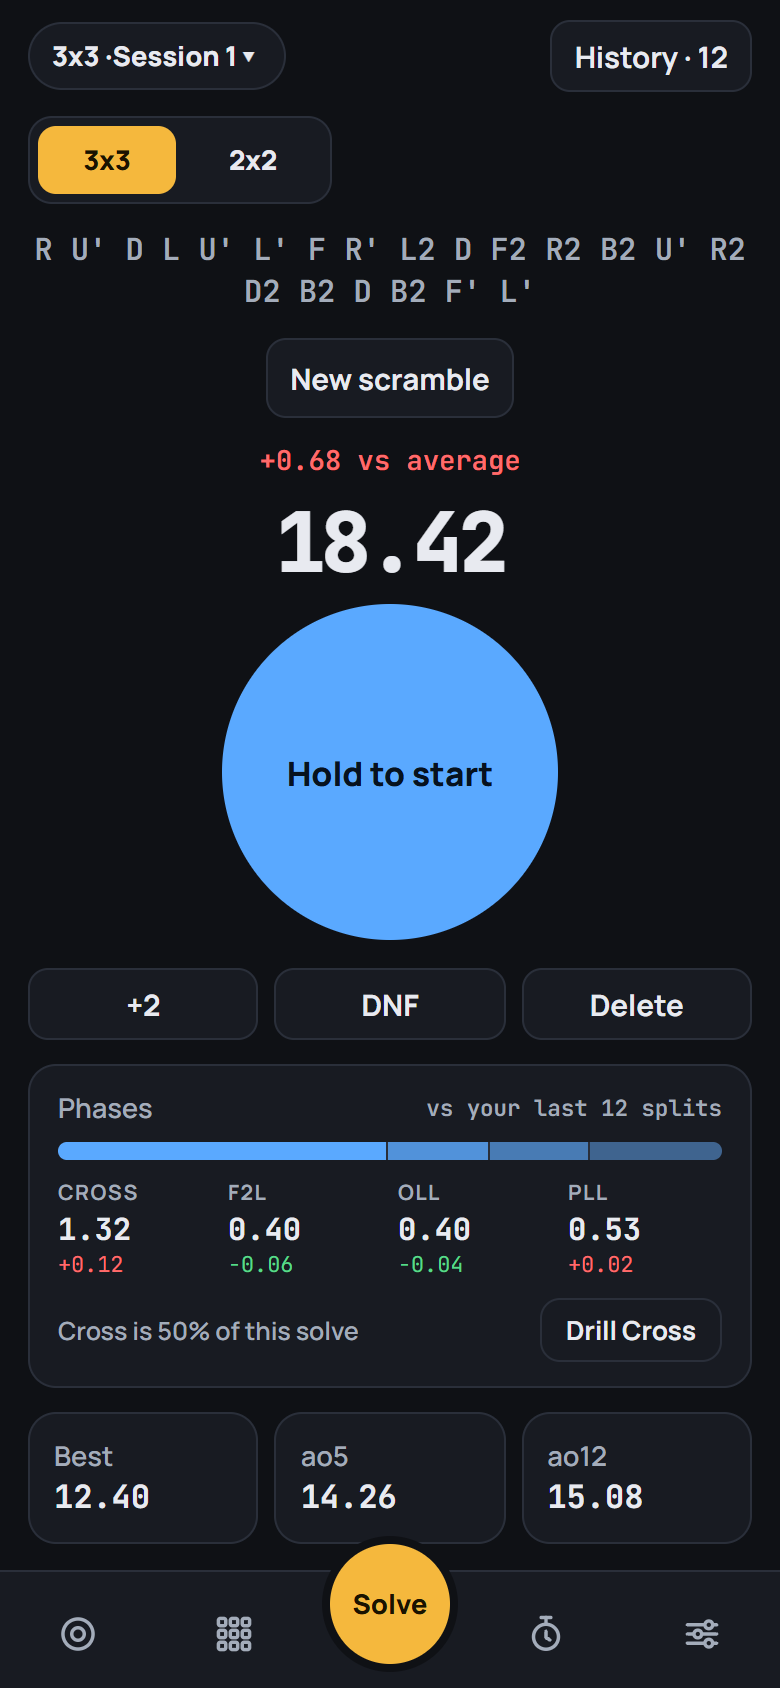 3x3 ·Session 1 ▾
History · 12
3x3
2x2
R U' D L U' L' F R' L2 D F2 R2 B2 U' R2
D2 B2 D B2 F' L'
New scramble
+0.68 vs average
18.42
Hold to start
+2
DNF
Delete
Phases
vs your last 12 splits
CROSS F2L OLL PLL
1.32 0.40 0.40 0.53
+0.12 -0.06 -0.04 +0.02
Cross is 50% of this solve
Drill Cross
Best ao5 ao12
12.40 14.26 15.08
Solve